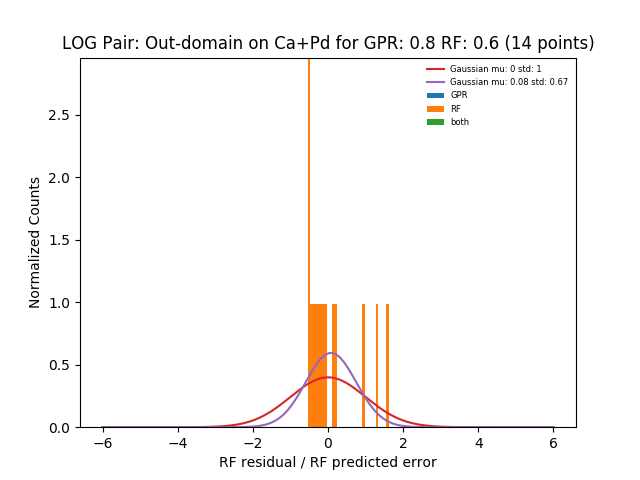 LOG Pair: Out-domain on Ca+Pd for GPR: 0.8 RF: 0.6 (14 points)
Gaussian mu: 0 std: 1
Gaussian mu: 0.08 std: 0.67
GPR
RF
both
Normalized Counts
2.5
2.0
1.5
1.0
0.5
0.0
−6 −4 −2 0 2 4 6
RF residual / RF predicted error